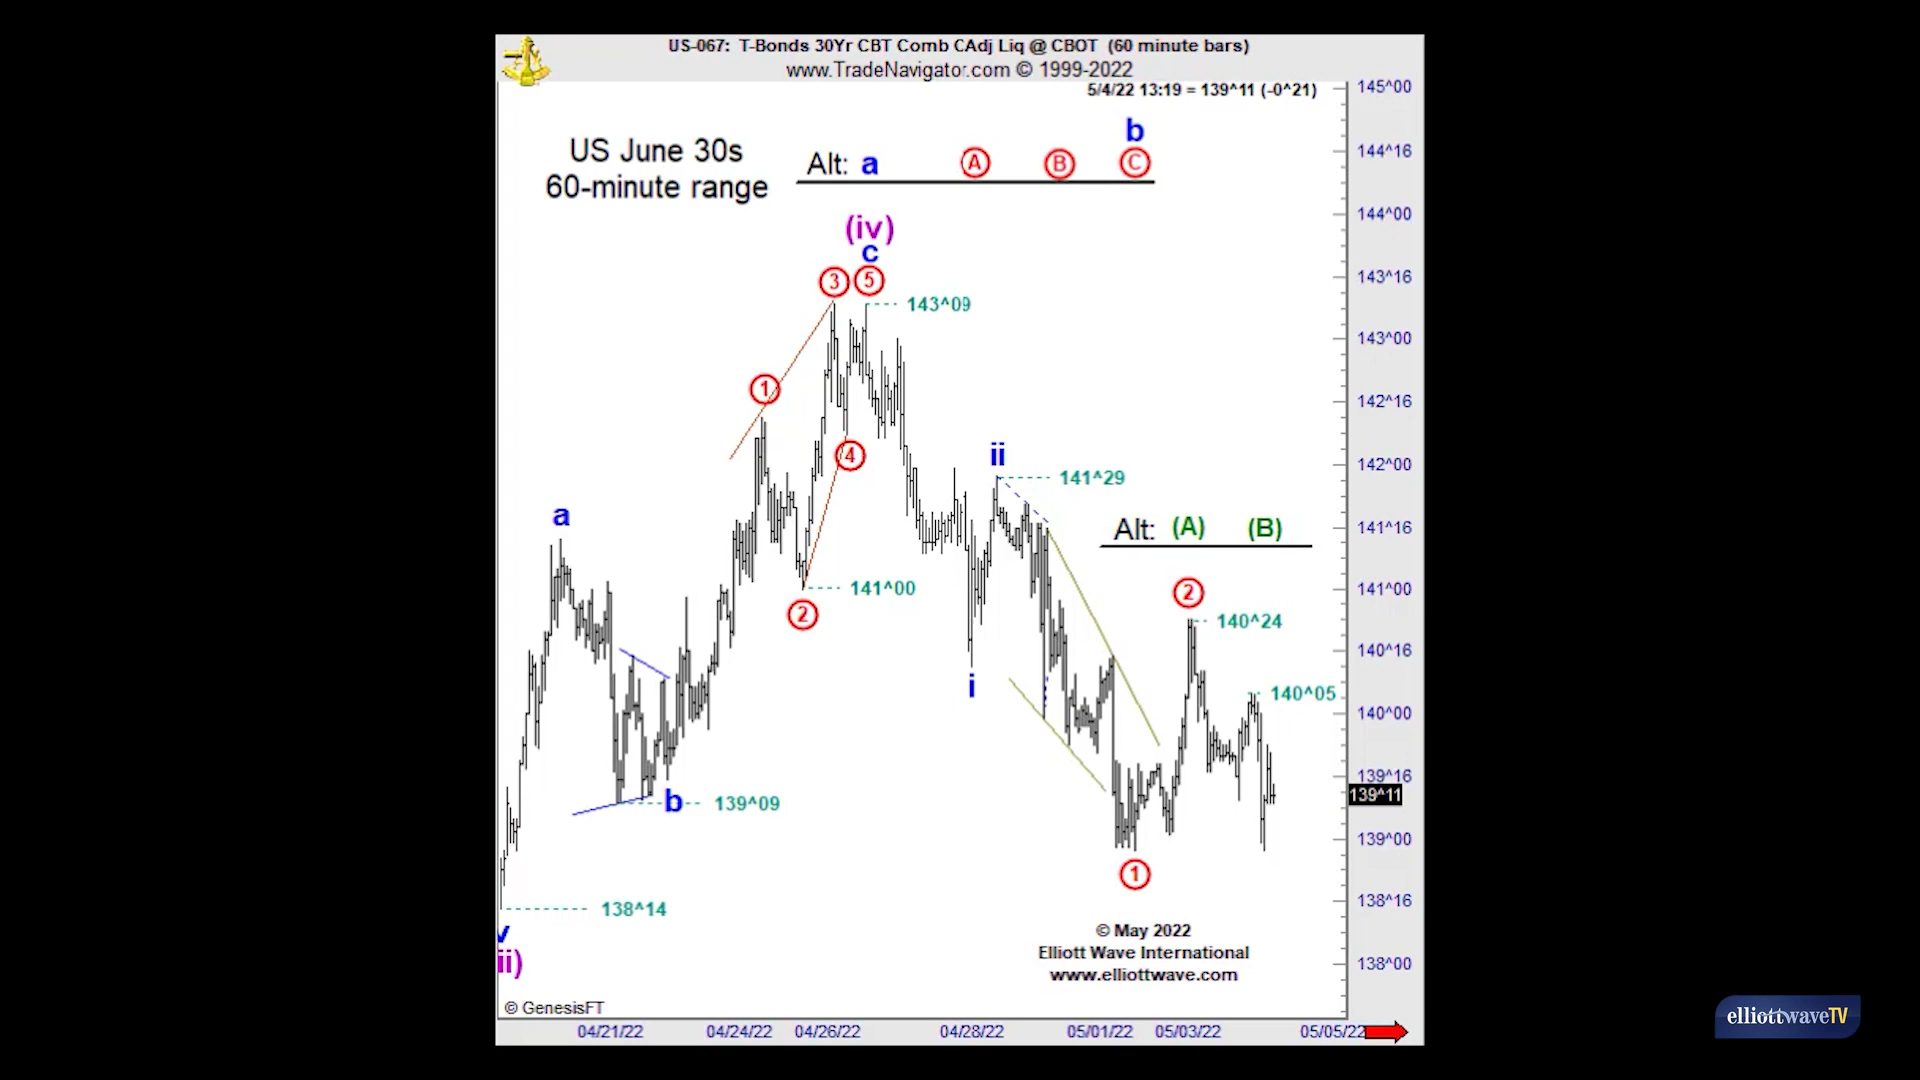 US-067: T-Bonds 30Yr CBT Comb CAdj Liq @ CBOT (60 minute bars)
www.TradeNavigator.com © 1999-2022
5/4/22 13:19 = 139^11 (-0^21)
US June 30s
60-minute range
b
Alt: a A B C
(iv)
c
3 5
143^09
1
4
ii
141^29
a
Alt: (A) (B)
141^00
2
2
140^24
i
140^05
b
139^09
1
138^14
v
ii)
© May 2022
Elliott Wave International
www.elliottwave.com
© GenesisFT
145^00
144^16
144^00
143^16
143^00
142^16
142^00
141^16
141^00
140^16
140^00
139^16
139^11
139^00
138^16
138^00
04/21/22 04/24/22 04/26/22 04/28/22 05/01/22 05/03/22 05/05/22
elliottwaveTV